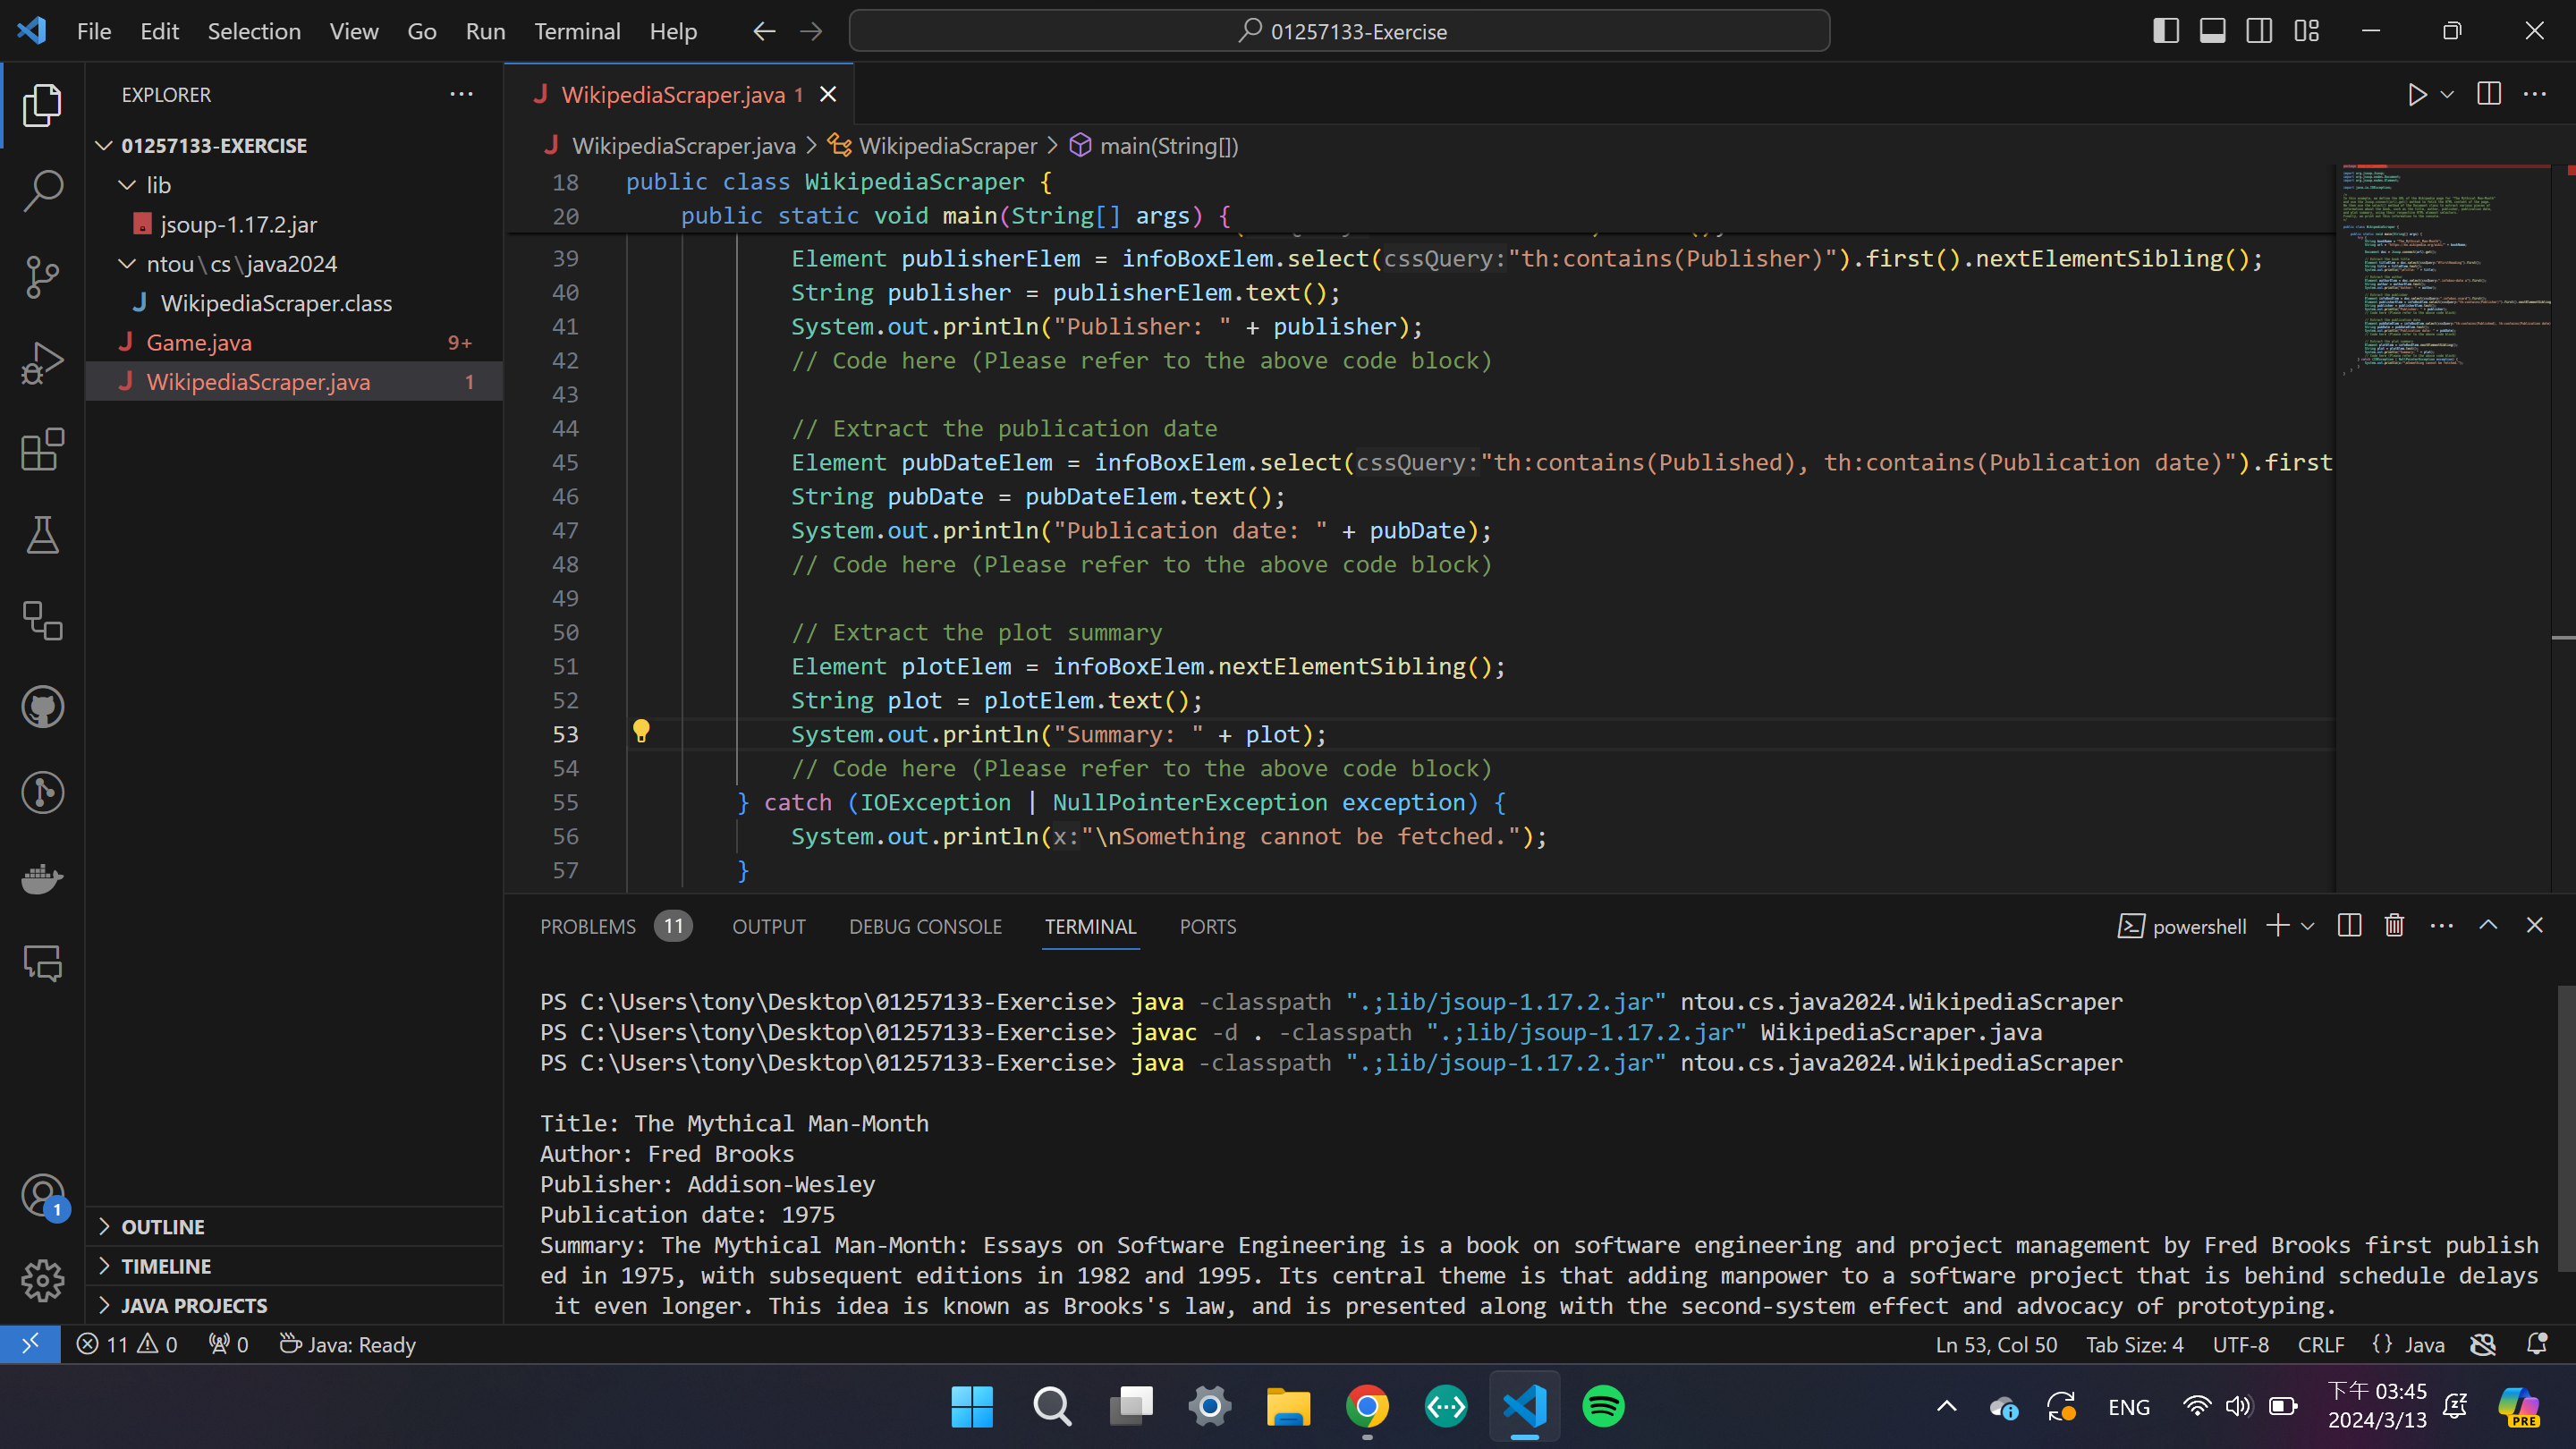 File Edit Selection View Go Run Terminal Help
01257133-Exercise
EXPLORER
01257133-EXERCISE
lib
jsoup-1.17.2.jar
ntou\cs\java2024
J WikipediaScraper.class
J Game.java 9+
J WikipediaScraper.java 1
OUTLINE
TIMELINE
JAVA PROJECTS
1
J WikipediaScraper.java 1
J WikipediaScraper.java > WikipediaScraper > main(String[])
18 public class WikipediaScraper {
20 public static void main(String[] args) {
39 Element publisherElem = infoBoxElem.select(cssQuery:"th:contains(Publisher)").first().nextElementSibling();
40 String publisher = publisherElem.text();
41 System.out.println("Publisher: " + publisher);
42 // Code here (Please refer to the above code block)
43
44 // Extract the publication date
45 Element pubDateElem = infoBoxElem.select(cssQuery:"th:contains(Published), th:contains(Publication date)").first
46 String pubDate = pubDateElem.text();
47 System.out.println("Publication date: " + pubDate);
48 // Code here (Please refer to the above code block)
49
50 // Extract the plot summary
51 Element plotElem = infoBoxElem.nextElementSibling();
52 String plot = plotElem.text();
53 System.out.println("Summary: " + plot);
54 // Code here (Please refer to the above code block)
55 } catch (IOException | NullPointerException exception) {
56 System.out.println(x:"\nSomething cannot be fetched.");
57 }
PROBLEMS 11 OUTPUT DEBUG CONSOLE TERMINAL PORTS
powershell
PS C:\Users\tony\Desktop\01257133-Exercise> java -classpath ".;lib/jsoup-1.17.2.jar" ntou.cs.java2024.WikipediaScraper
PS C:\Users\tony\Desktop\01257133-Exercise> javac -d . -classpath ".;lib/jsoup-1.17.2.jar" WikipediaScraper.java
PS C:\Users\tony\Desktop\01257133-Exercise> java -classpath ".;lib/jsoup-1.17.2.jar" ntou.cs.java2024.WikipediaScraper
Title: The Mythical Man-Month
Author: Fred Brooks
Publisher: Addison-Wesley
Publication date: 1975
Summary: The Mythical Man-Month: Essays on Software Engineering is a book on software engineering and project management by Fred Brooks first publish
ed in 1975, with subsequent editions in 1982 and 1995. Its central theme is that adding manpower to a software project that is behind schedule delays
it even longer. This idea is known as Brooks's law, and is presented along with the second-system effect and advocacy of prototyping.
11 0 0 Java: Ready
Ln 53, Col 50 Tab Size: 4 UTF-8 CRLF {} Java
ENG
下午 03:45
2024/3/13
PRE